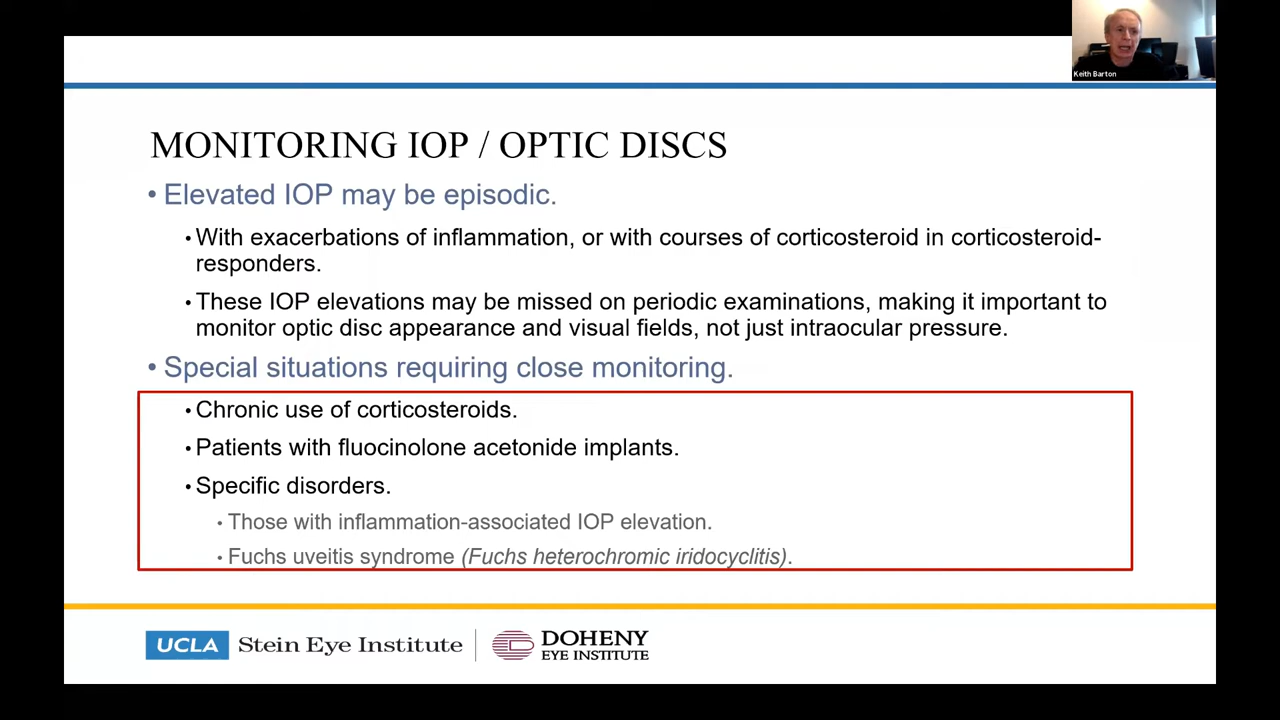 Keith Barton
MONITORING IOP / OPTIC DISCS
• Elevated IOP may be episodic.
• With exacerbations of inflammation, or with courses of corticosteroid in corticosteroid-
responders.
• These IOP elevations may be missed on periodic examinations, making it important to
monitor optic disc appearance and visual fields, not just intraocular pressure.
• Special situations requiring close monitoring.
• Chronic use of corticosteroids.
• Patients with fluocinolone acetonide implants.
• Specific disorders.
• Those with inflammation-associated IOP elevation.
• Fuchs uveitis syndrome (Fuchs heterochromic iridocyclitis).
UCLA Stein Eye Institute
DOHENY
EYE INSTITUTE